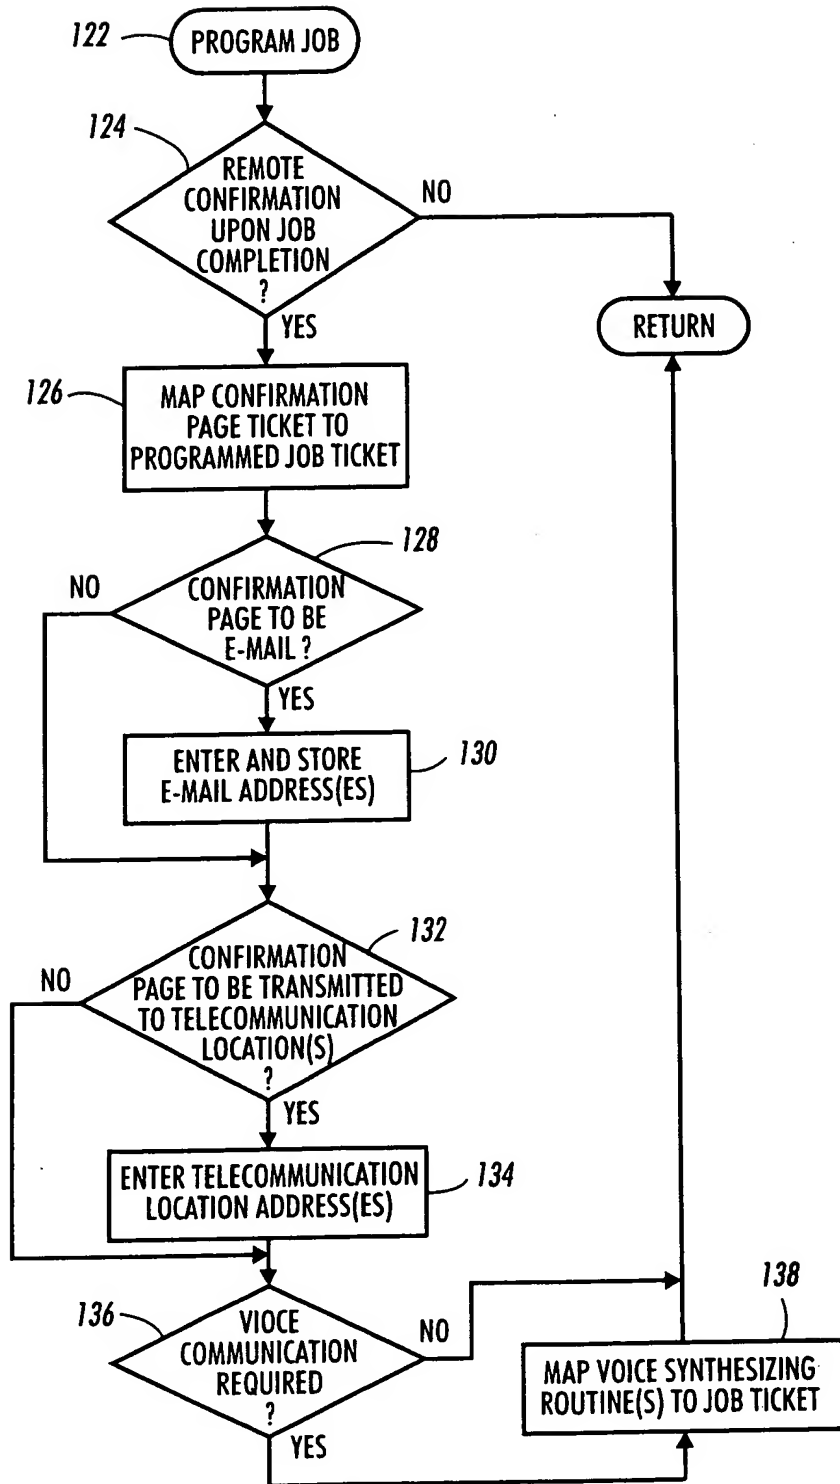 122
PROGRAM JOB
124
REMOTE
CONFIRMATION
UPON JOB
COMPLETION
?
NO
YES
RETURN
126
MAP CONFIRMATION
PAGE TICKET TO
PROGRAMMED JOB TICKET
128
NO
CONFIRMATION
PAGE TO BE
E-MAIL ?
YES
ENTER AND STORE
E-MAIL ADDRESS(ES)
130
132
NO
CONFIRMATION
PAGE TO BE TRANSMITTED
TO TELECOMMUNICATION
LOCATION(S)
?
YES
ENTER TELECOMMUNICATION
LOCATION ADDRESS(ES)
134
136
VIOCE
COMMUNICATION
REQUIRED
?
NO
YES
138
MAP VOICE SYNTHESIZING
ROUTINE(S) TO JOB TICKET